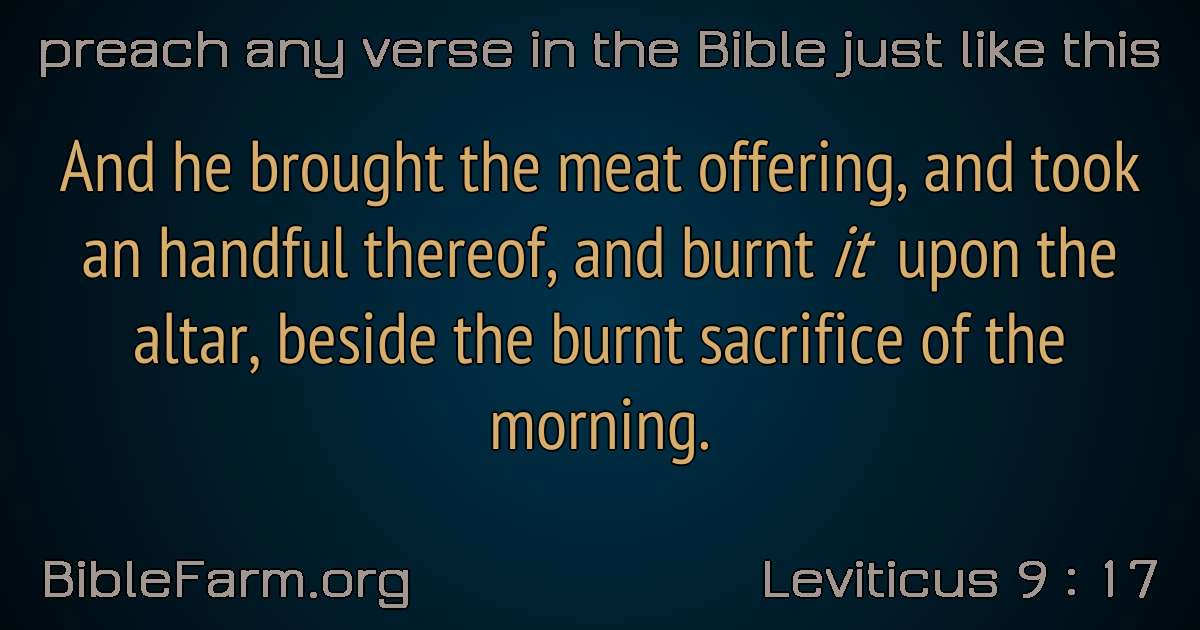 preach any verse in the Bible just like this
And he brought the meat offering, and took
an handful thereof, and burnt it upon the
altar, beside the burnt sacrifice of the
morning.
BibleFarm.org
Leviticus 9 : 17